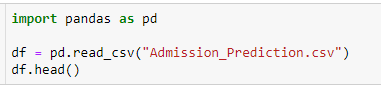 import pandas as pd
df = pd.read_csv("Admission_Prediction.csv")
df.head()